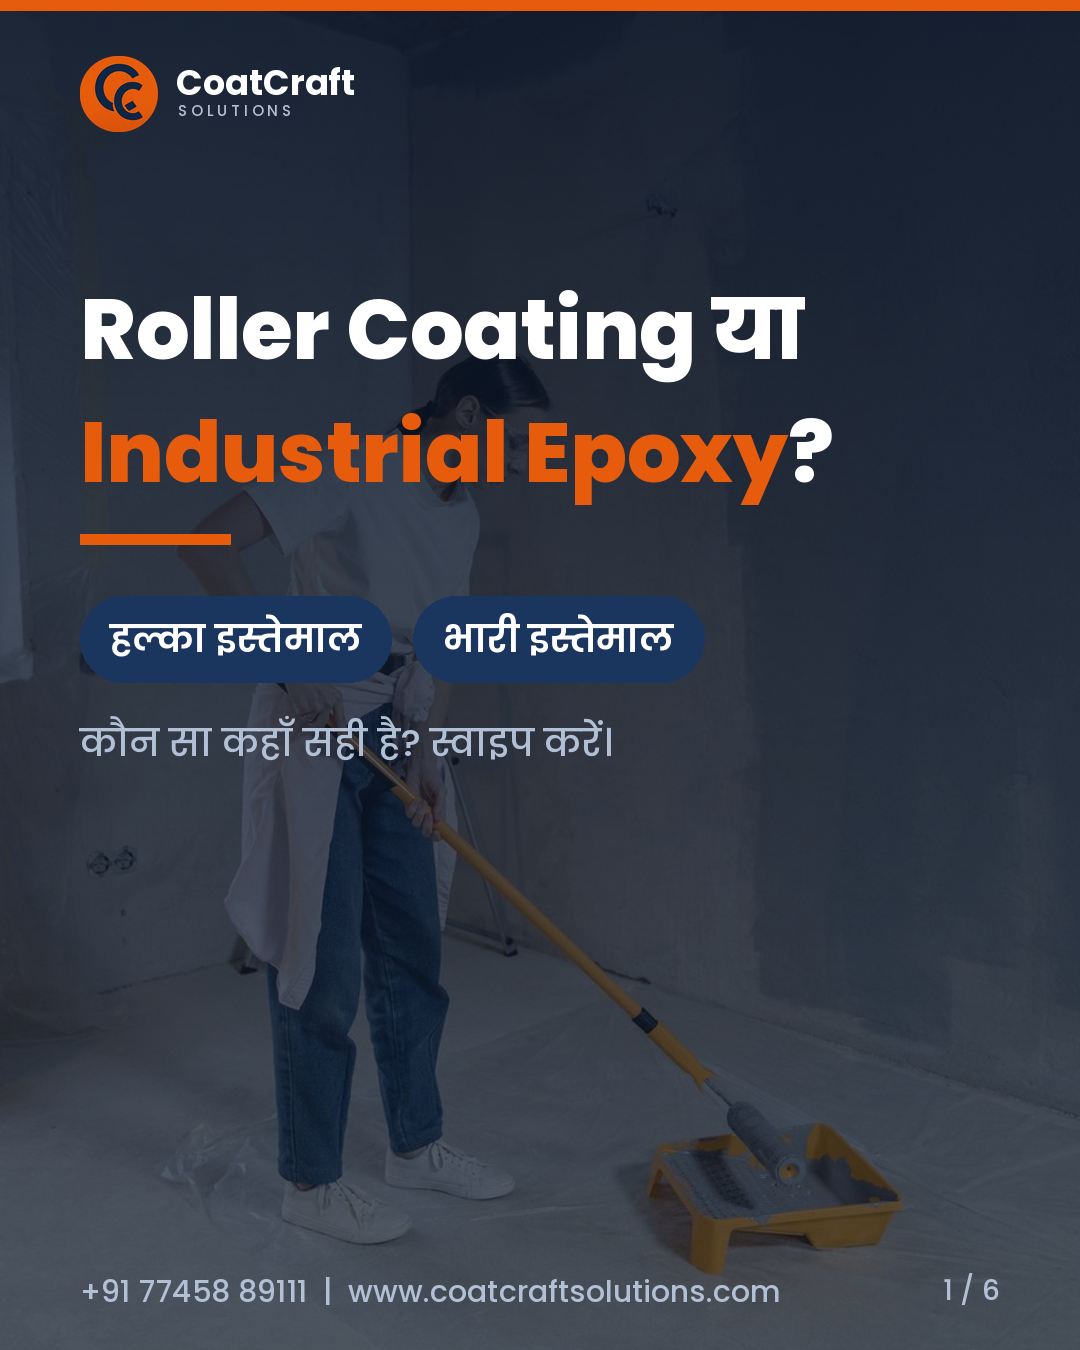 CoatCraft
SOLUTIONS
Roller Coating या
Industrial Epoxy?
हल्का इस्तेमाल
भारी इस्तेमाल
कौन सा कहाँ सही है? स्वाइप करें।
+91 77458 89111 | www.coatcraftsolutions.com
1 / 6